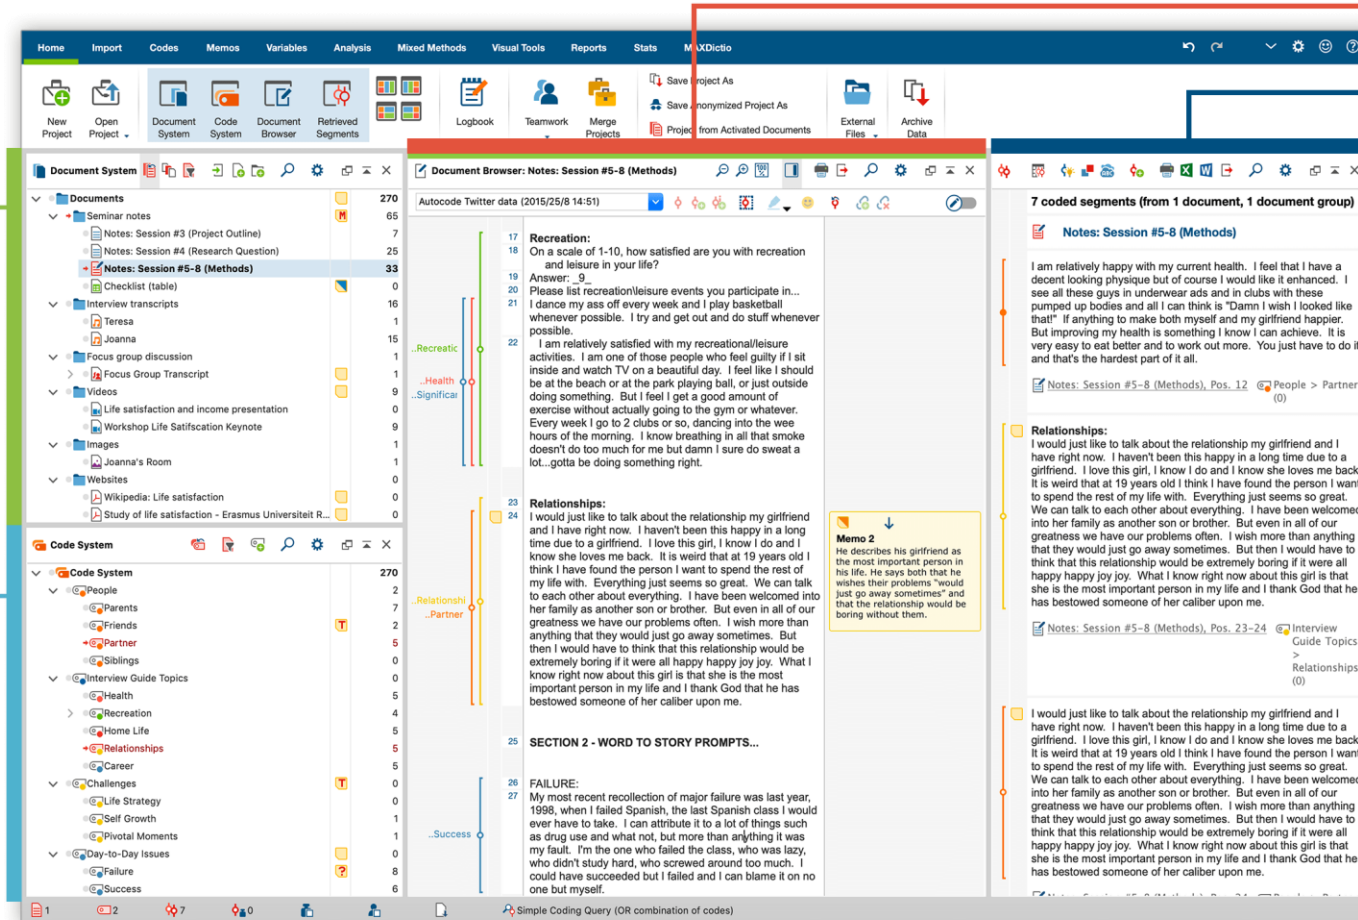 Home Import Codes Memos Variables Analysis Mixed Methods Visual Tools Reports Stats MAXDictio
New Project
Open Project
Document System
Code System
Document Browser
Retrieved Segments
Logbook
Teamwork
Merge Projects
Save Project As
Save Anonymized Project As
Project from Activated Documents
External Files
Archive Data
Document System
Documents 270
Seminar notes M 65
Notes: Session #3 (Project Outline) 7
Notes: Session #4 (Research Question) 25
Notes: Session #5-8 (Methods) 33
Checklist (table) 0
Interview transcripts 16
Teresa 1
Joanna 15
Focus group discussion 1
Focus Group Transcript 1
Videos 9
Life satisfaction and income presentation 0
Workshop Life Satifscation Keynote 9
Images 1
Joanna's Room 1
Websites 0
Wikipedia: Life satisfaction 0
Study of life satisfaction - Erasmus Universiteit R... 0
Code System
Code System 270
People 2
Parents 7
Friends T 2
Partner 5
Siblings 0
Interview Guide Topics 0
Health 5
Recreation 4
Home Life 5
Relationships 5
Career 5
Challenges T 0
Life Strategy 0
Self Growth 1
Pivotal Moments 1
Day-to-Day Issues 0
Failure ? 8
Success 6
Document Browser: Notes: Session #5-8 (Methods)
Autocode Twitter data (2015/25/8 14:51)
17 Recreation:
18 On a scale of 1-10, how satisfied are you with recreation
and leisure in your life?
19 Answer: _9_
20 Please list recreation\leisure events you participate in...
21 I dance my ass off every week and I play basketball
whenever possible. I try and get out and do stuff whenever
possible.
22 I am relatively satisfied with my recreational/leisure
activities. I am one of those people who feel guilty if I sit
inside and watch TV on a beautiful day. I feel like I should
be at the beach or at the park playing ball, or just outside
doing something. But I feel I get a good amount of
exercise without actually going to the gym or whatever.
Every week I go to 2 clubs or so, dancing into the wee
hours of the morning. I know breathing in all that smoke
doesn't do too much for me but damn I sure do sweat a
lot...gotta be doing something right.
..Recreatic
..Health
..Significar
23 Relationships:
24 I would just like to talk about the relationship my girlfriend
and I have right now. I haven't been this happy in a long
time due to a girlfriend. I love this girl, I know I do and I
know she loves me back. It is weird that at 19 years old I
think I have found the person I want to spend the rest of
my life with. Everything just seems so great. We can talk
to each other about everything. I have been welcomed into
her family as another son or brother. But even in all of our
greatness we have our problems often. I wish more than
anything that they would just go away sometimes. But
then I would have to think that this relationship would be
extremely boring if it were all happy happy joy joy. What I
know right now about this girl is that she is the most
important person in my life and I thank God that he has
bestowed someone of her caliber upon me.
..Relationshi
..Partner
25 SECTION 2 - WORD TO STORY PROMPTS...
26 FAILURE:
27 My most recent recollection of major failure was last year,
1998, when I failed Spanish, the last Spanish class I would
ever have to take. I can attribute it to a lot of things such
as drug use and what not, but more than anything it was
my fault. I'm the one who failed the class, who was lazy,
who didn't study hard, who screwed around too much. I
could have succeeded but I failed and I can blame it on no
one but myself.
..Success
Memo 2
He describes his girlfriend as
the most important person in
his life. He says both that he
wishes their problems "would
just go away sometimes" and
that the relationship would be
boring without them.
7 coded segments (from 1 document, 1 document group)
Notes: Session #5-8 (Methods)
I am relatively happy with my current health. I feel that I have a
decent looking physique but of course I would like it enhanced. I
see all these guys in underwear ads and in clubs with these
pumped up bodies and all I can think is "Damn I wish I looked like
that!" If anything to make both myself and my girlfriend happier.
But improving my health is something I know I can achieve. It is
very easy to eat better and to work out more. You just have to do it
and that's the hardest part of it all.
Notes: Session #5-8 (Methods), Pos. 12 People > Partner
(0)
Relationships:
I would just like to talk about the relationship my girlfriend and I
have right now. I haven't been this happy in a long time due to a
girlfriend. I love this girl, I know I do and I know she loves me back.
It is weird that at 19 years old I think I have found the person I want
to spend the rest of my life with. Everything just seems so great.
We can talk to each other about everything. I have been welcomed
into her family as another son or brother. But even in all of our
greatness we have our problems often. I wish more than anything
that they would just go away sometimes. But then I would have to
think that this relationship would be extremely boring if it were all
happy happy joy joy. What I know right now about this girl is that
she is the most important person in my life and I thank God that he
has bestowed someone of her caliber upon me.
Notes: Session #5-8 (Methods), Pos. 23-24 Interview
Guide Topics
>
Relationships
(0)
I would just like to talk about the relationship my girlfriend and I
have right now. I haven't been this happy in a long time due to a
girlfriend. I love this girl, I know I do and I know she loves me back.
It is weird that at 19 years old I think I have found the person I want
to spend the rest of my life with. Everything just seems so great.
We can talk to each other about everything. I have been welcomed
into her family as another son or brother. But even in all of our
greatness we have our problems often. I wish more than anything
that they would just go away sometimes. But then I would have to
think that this relationship would be extremely boring if it were all
happy happy joy joy. What I know right now about this girl is that
she is the most important person in my life and I thank God that he
has bestowed someone of her caliber upon me.
1 2 7 0 Simple Coding Query (OR combination of codes)